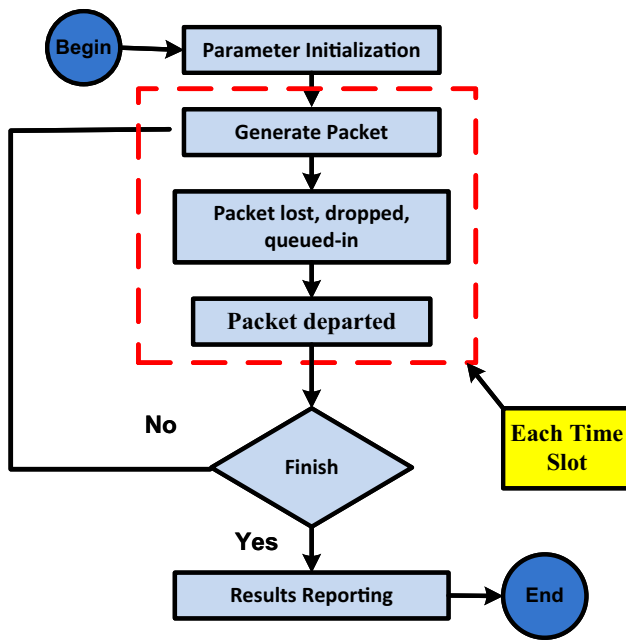 Begin
Parameter Initialization
Generate Packet
Packet lost, dropped,
queued-in
Packet departed
Each Time
Slot
No
Finish
Yes
Results Reporting
End